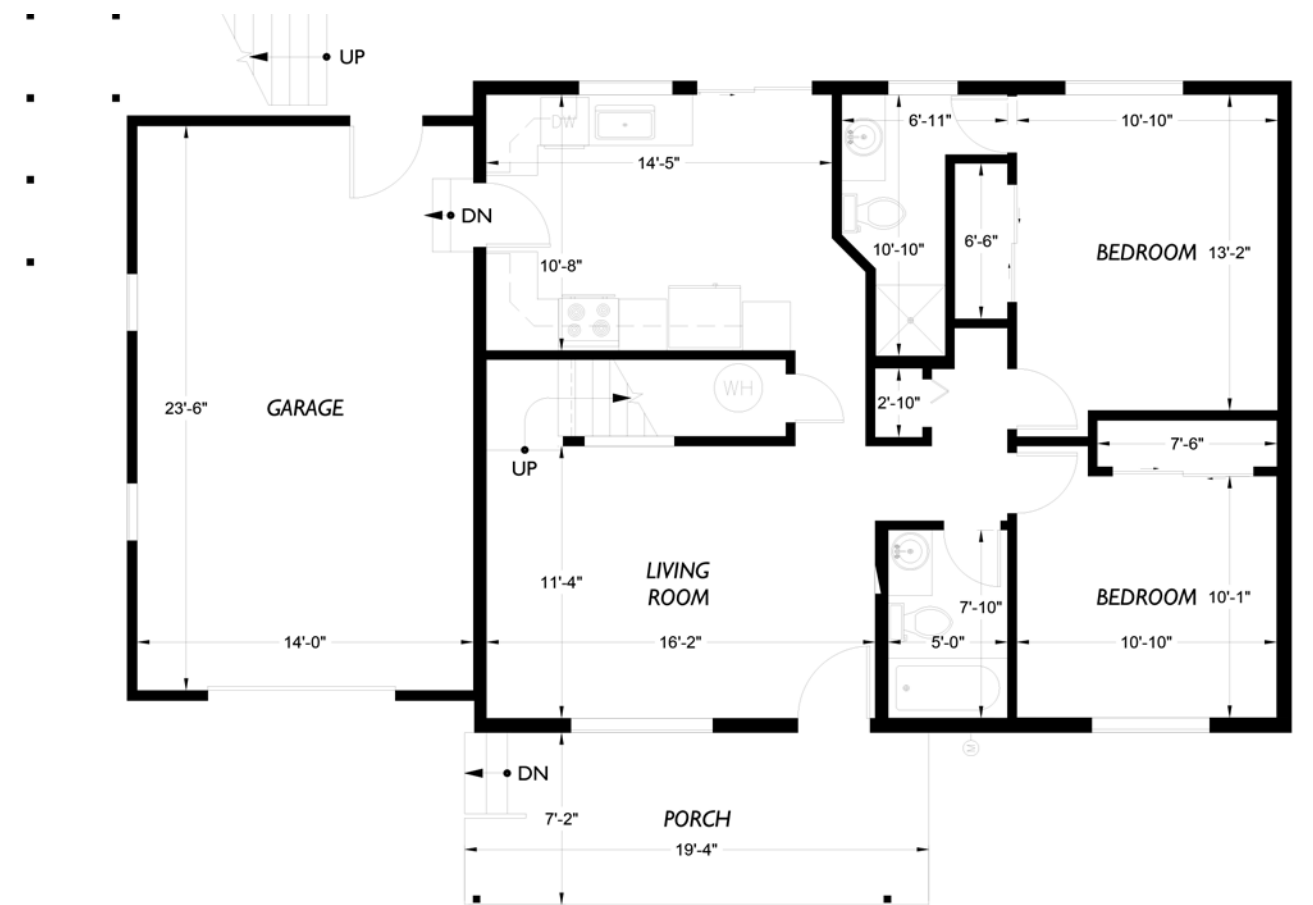 UP
DW
6'-11"
10'-10"
14'-5"
DN
10'-10"
6'-6"
BEDROOM
13'-2"
10'-8"
WH
2'-10"
23'-6"
GARAGE
7'-6"
UP
LIVING
ROOM
11'-4"
7'-10"
BEDROOM
10'-1"
14'-0"
16'-2"
5'-0"
10'-10"
M
DN
7'-2"
PORCH
19'-4"